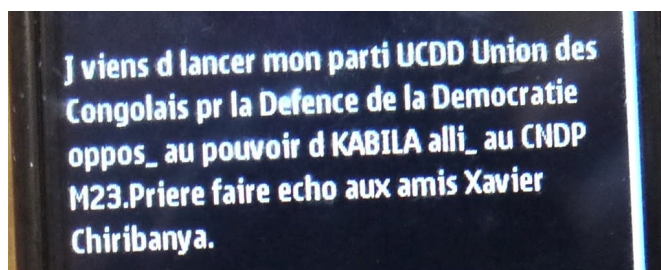 J viens d lancer mon parti UCDD Union des
Congolais pr la Defence de la Democratie
oppos_ au pouvoir d KABILA alli_ au CNDP
M23.Priere faire echo aux amis Xavier
Chiribanya.